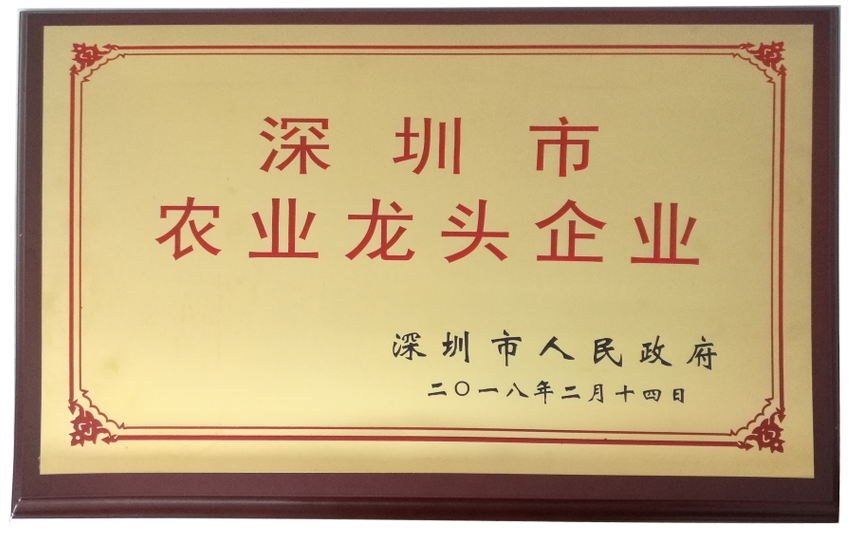 深圳市
农业龙头企业
深圳市人民政府
二〇一八年二月十四日